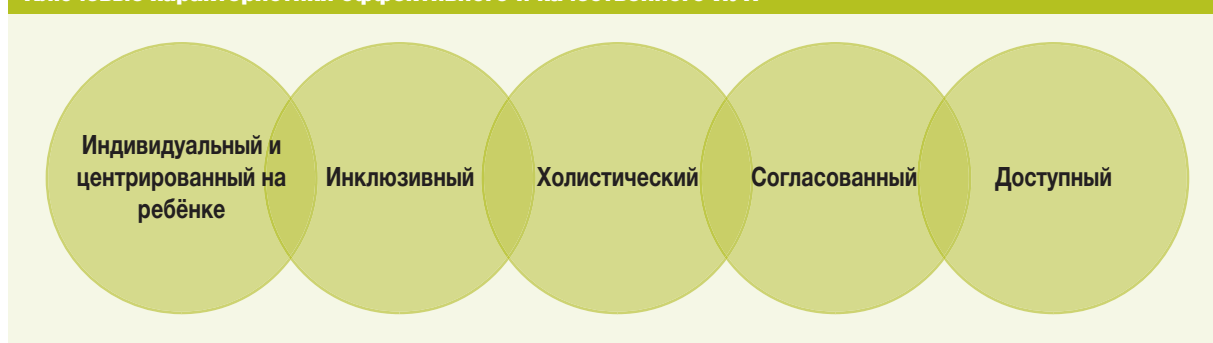 Индивидуальный и
центрированный на
ребёнке
Инклюзивный
Холистический
Согласованный
Доступный